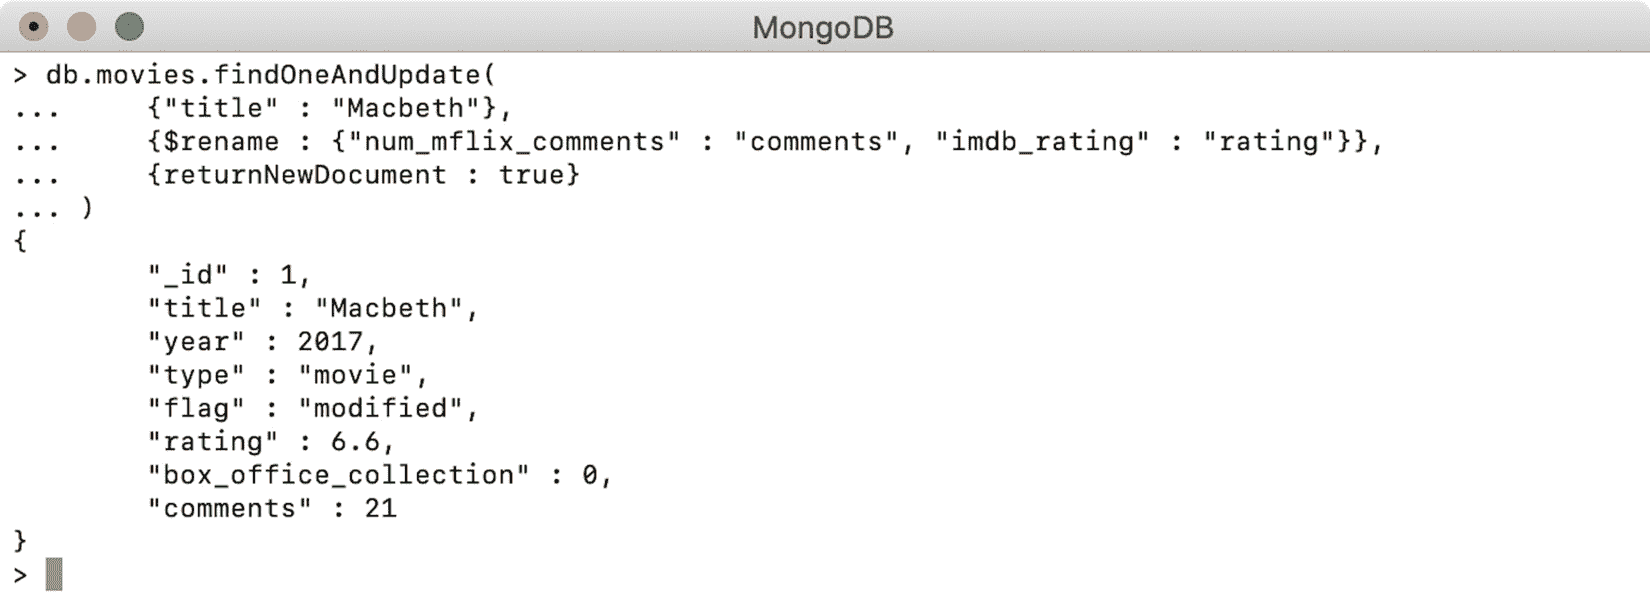 MongoDB
> db.movies.findOneAndUpdate(
...     {"title" : "Macbeth"},
...     {$rename : {"num_mflix_comments" : "comments", "imdb_rating" : "rating"}},
...     {returnNewDocument : true}
... )
{
        "_id" : 1,
        "title" : "Macbeth",
        "year" : 2017,
        "type" : "movie",
        "flag" : "modified",
        "rating" : 6.6,
        "box_office_collection" : 0,
        "comments" : 21
}
>